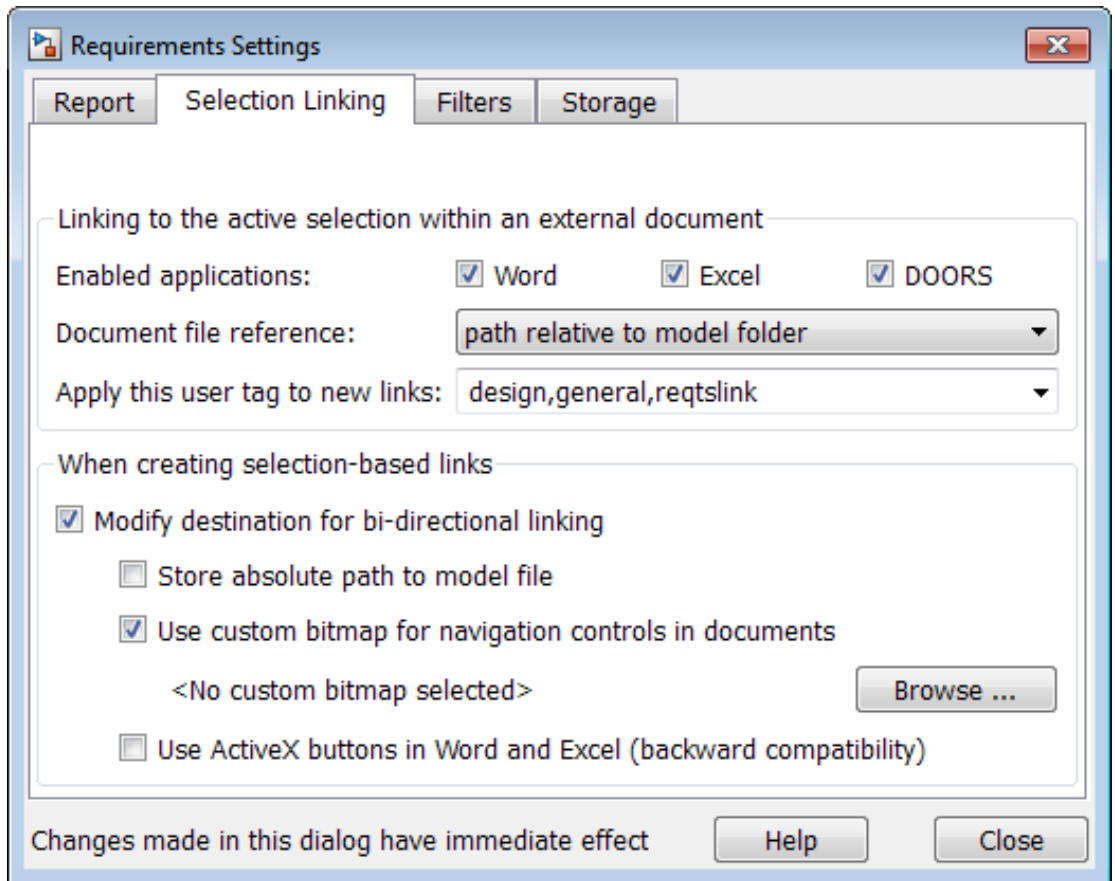 Requirements Settings
Report Selection Linking Filters Storage
Linking to the active selection within an external document
Enabled applications: Word Excel DOORS
Document file reference: path relative to model folder
Apply this user tag to new links: design,general,reqtslink
When creating selection-based links
Modify destination for bi-directional linking
Store absolute path to model file
Use custom bitmap for navigation controls in documents
<No custom bitmap selected> Browse ...
Use ActiveX buttons in Word and Excel (backward compatibility)
Changes made in this dialog have immediate effect Help Close